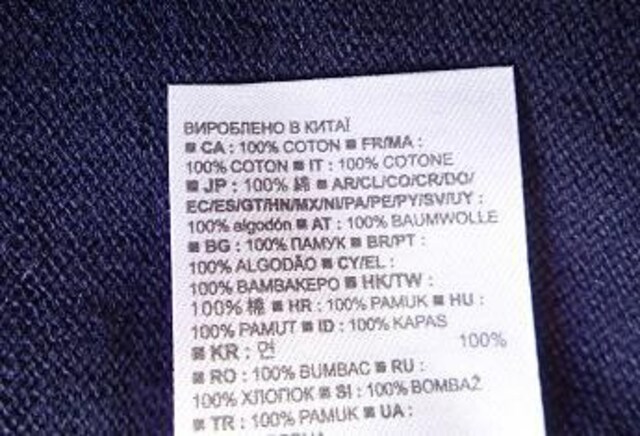 ВИРОБЛЕНО В КИТАЇ
■ CA : 100% COTON ■ FR/MA :
100% COTON ■ IT : 100% COTONE
■ JP : 100% 綿 ■ AR/CL/CO/CR/DO/
EC/ES/GT/HN/MX/NI/PA/PE/PY/SV/UY :
100% algodón ■ AT : 100% BAUMWOLLE
■ BG : 100% ПАМУК ■ BR/PT :
100% ALGODÃO ■ CY/EL :
100% ΒΑΜΒΑΚΕΡΟ ■ HK/TW :
100% 棉 ■ HR : 100% PAMUK ■ HU :
100% PAMUT ■ ID : 100% KAPAS
■ KR : 면 100%
■ RO : 100% BUMBAC ■ RU :
100% ХЛОПОК ■ SI : 100% BOMBAŽ
■ TR : 100% PAMUK ■ UA :